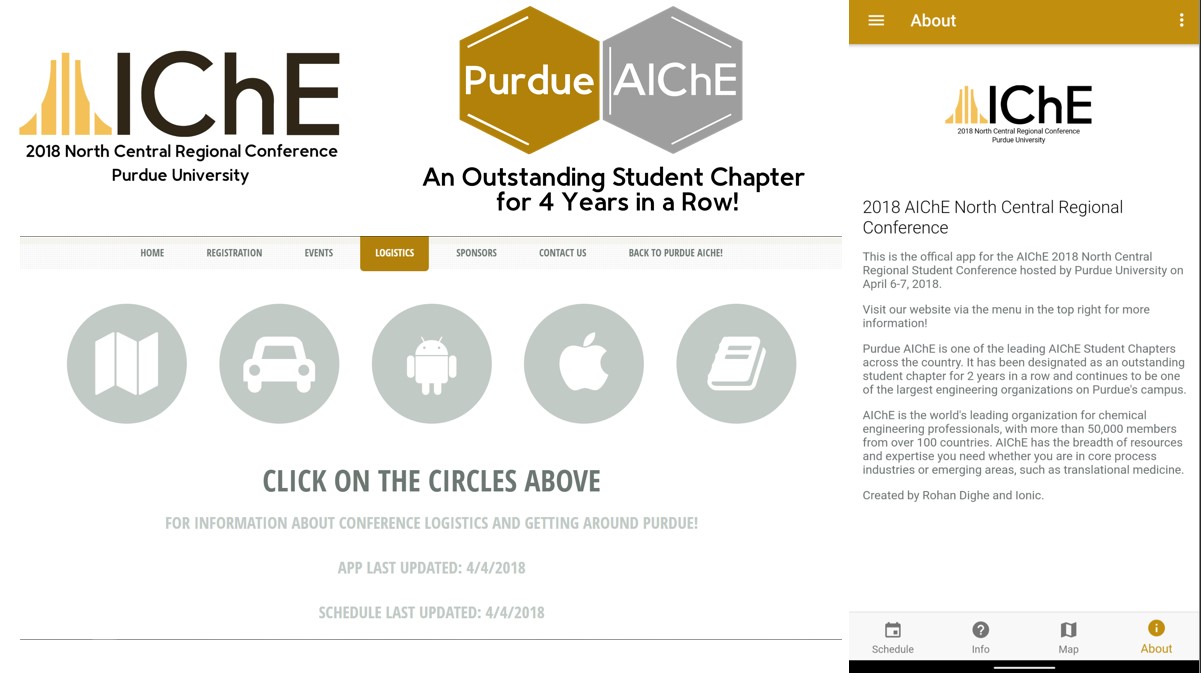 AIChE
2018 North Central Regional Conference
Purdue University
Purdue AIChE
An Outstanding Student Chapter
for 4 Years in a Row!
HOME REGISTRATION EVENTS LOGISTICS SPONSORS CONTACT US BACK TO PURDUE AICHE!
CLICK ON THE CIRCLES ABOVE
FOR INFORMATION ABOUT CONFERENCE LOGISTICS AND GETTING AROUND PURDUE!
APP LAST UPDATED: 4/4/2018
SCHEDULE LAST UPDATED: 4/4/2018
About
AIChE
2018 North Central Regional Conference
Purdue University
2018 AIChE North Central Regional
Conference
This is the offical app for the AIChE 2018 North Central
Regional Student Conference hosted by Purdue University on
April 6-7, 2018.
Visit our website via the menu in the top right for more
information!
Purdue AIChE is one of the leading AIChE Student Chapters
across the country. It has been designated as an outstanding
student chapter for 2 years in a row and continues to be one
of the largest engineering organizations on Purdue's campus.
AIChE is the world's leading organization for chemical
engineering professionals, with more than 50,000 members
from over 100 countries. AIChE has the breadth of resources
and expertise you need whether you are in core process
industries or emerging areas, such as translational medicine.
Created by Rohan Dighe and Ionic.
Schedule Info Map About